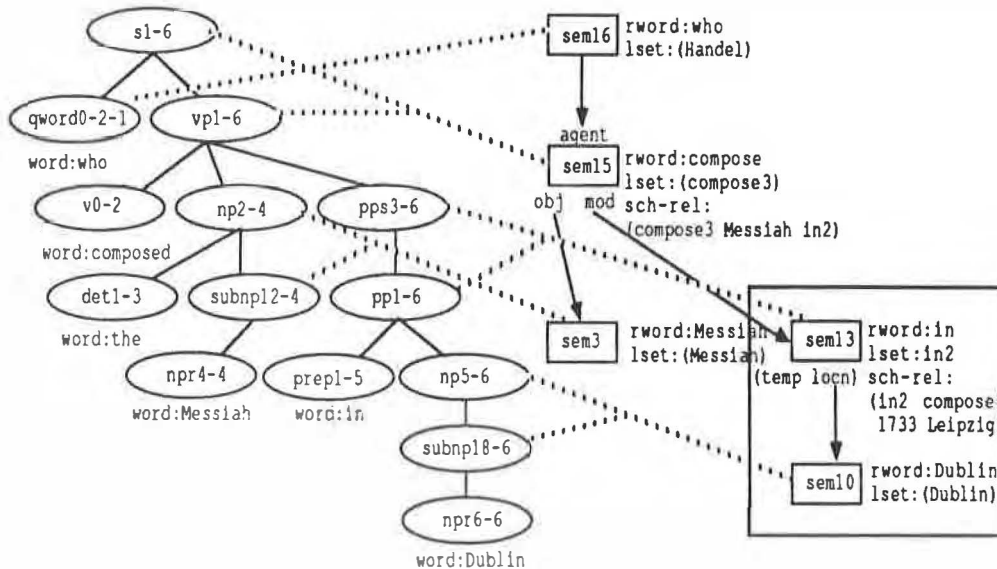 s1-6
sem16
rword:who
lset:(Handel)
qword0-2-1
vp1-6
word:who
agent
sem15
rword:compose
lset:(compose3)
obj mod
sch-rel:
(compose3 Messiah in2)
v0-2
np2-4
pps3-6
word:composed
det1-3
subnp12-4
pp1-6
word:the
sem3
rword:Messiah
lset:(Messiah)
sem13
rword:in
lset:in2
(temp locn)
sch-rel:
(in2 compose
1733 Leipzig
npr4-4
prep1-5
np5-6
word:Messiah
word:in
subnp18-6
sem10
rword:Dublin
lset:(Dublin)
npr6-6
word:Dublin